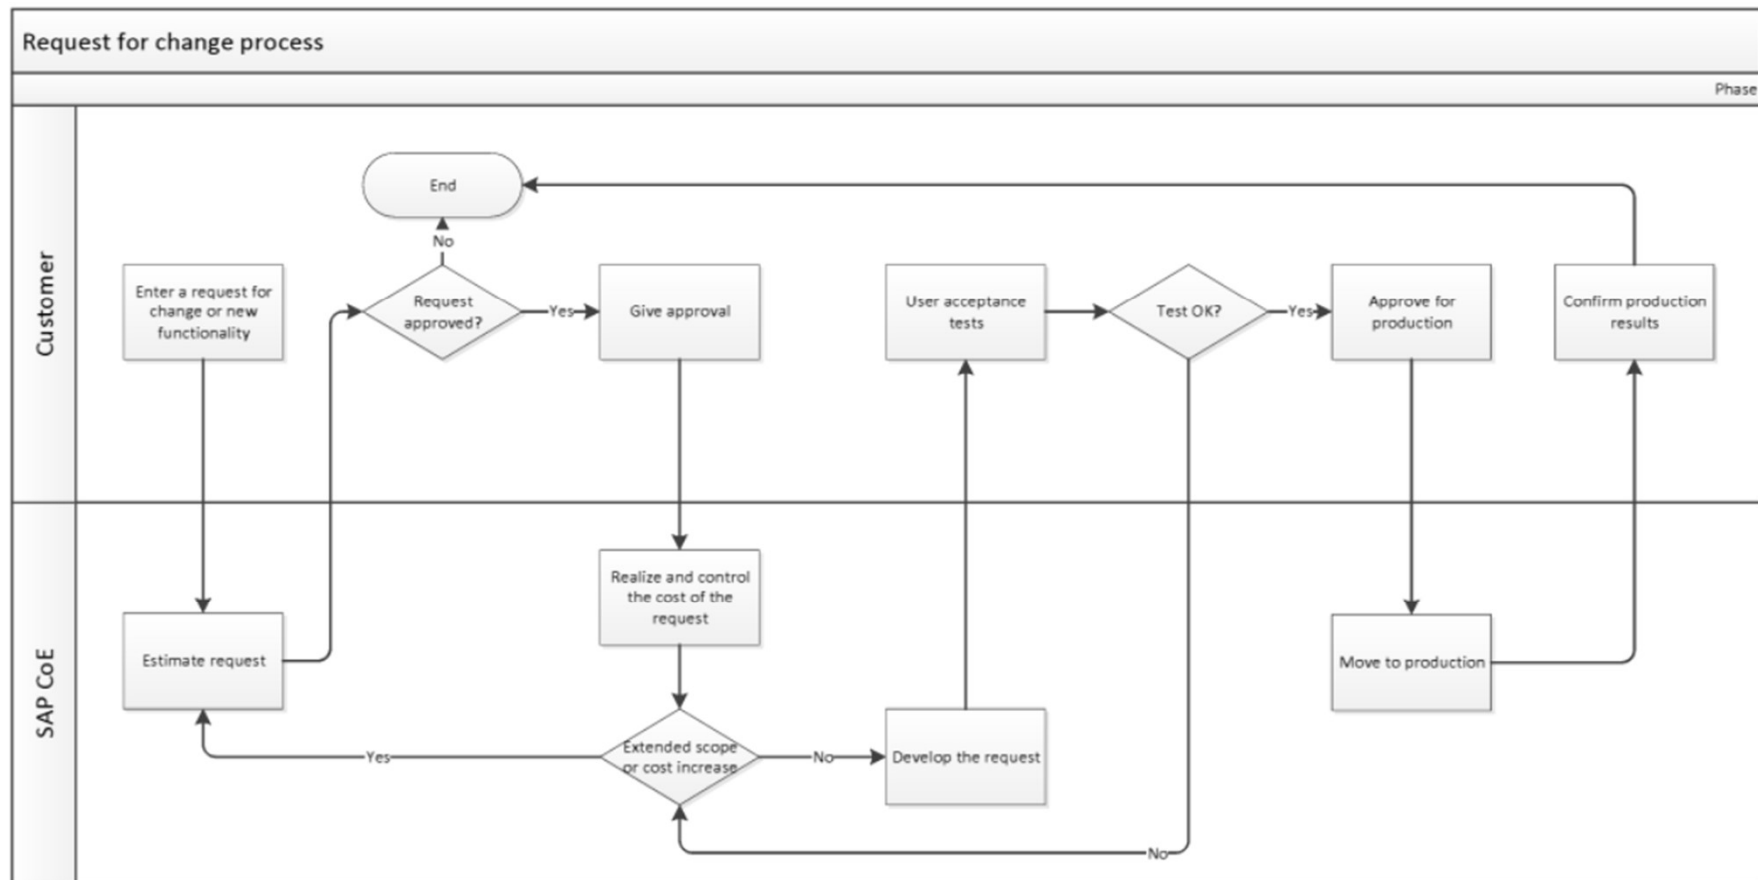 Request for change process
Phase
Customer
End
No
Enter a request for
change or new
functionality
Request
approved?
Yes
Give approval
User acceptance
tests
Test OK?
Yes
Approve for
production
Confirm production
results
SAP CoE
Realize and control
the cost of the
request
Estimate request
Move to production
Yes
Extended scope
or cost increase
No
Develop the request
No